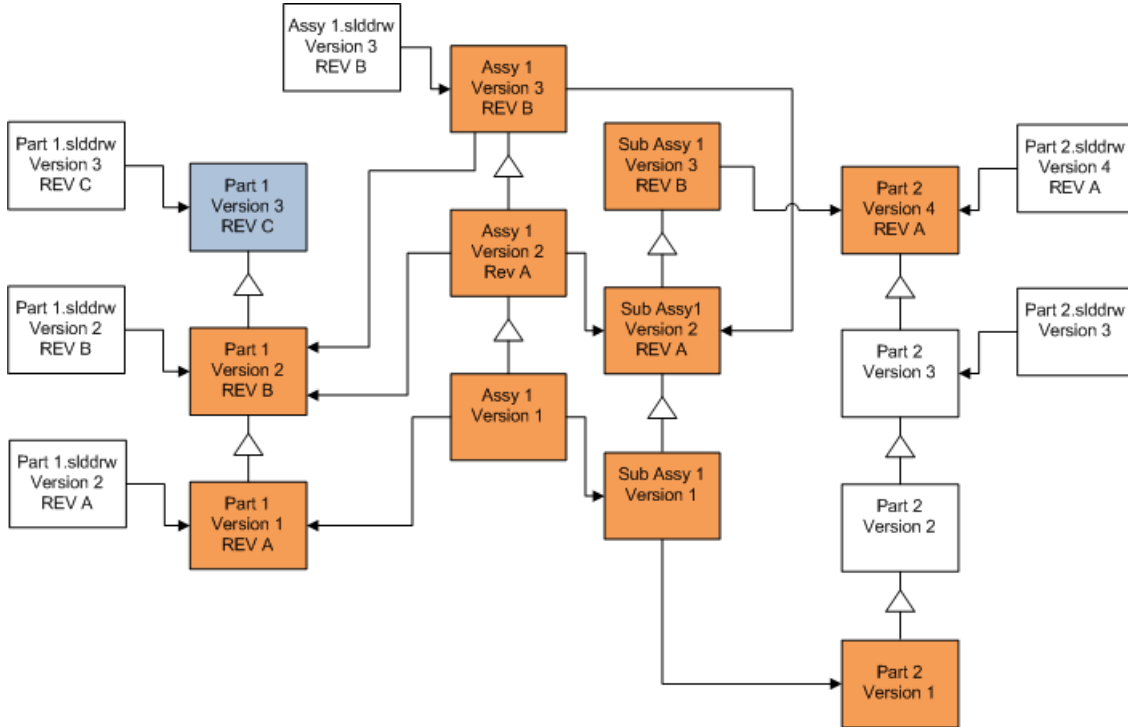 Assy 1.slddrw
Version 3
REV B
Assy 1
Version 3
REV B
Part 1.slddrw
Version 3
REV C
Part 1
Version 3
REV C
Sub Assy 1
Version 3
REV B
Part 2
Version 4
REV A
Part 2.slddrw
Version 4
REV A
Assy 1
Version 2
Rev A
Part 1.slddrw
Version 2
REV B
Part 1
Version 2
REV B
Sub Assy1
Version 2
REV A
Part 2
Version 3
Part 2.slddrw
Version 3
Assy 1
Version 1
Part 1.slddrw
Version 2
REV A
Part 1
Version 1
REV A
Sub Assy 1
Version 1
Part 2
Version 2
Part 2
Version 1